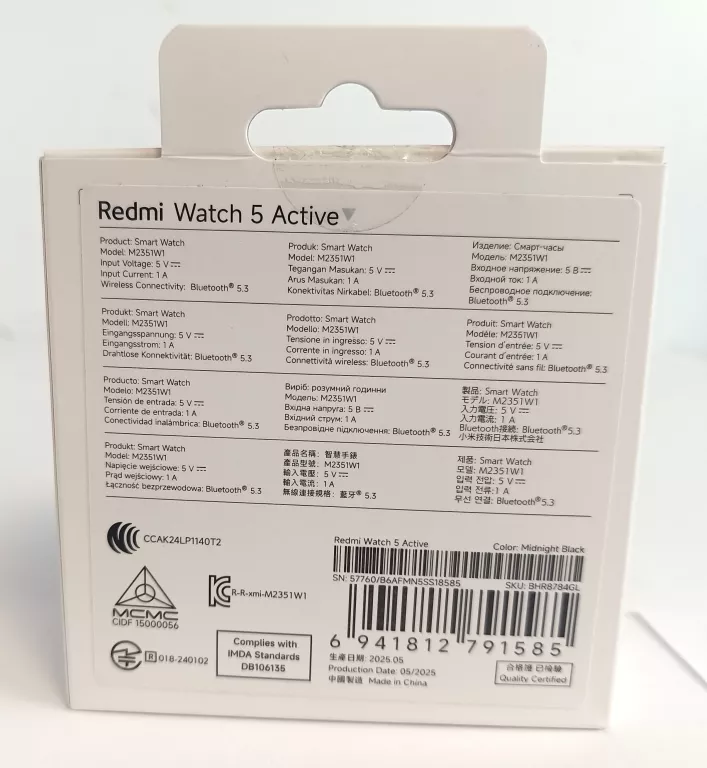 Redmi Watch 5 Active
Product: Smart Watch
Model: M2351W1
Input Voltage: 5 V⎓
Input Current: 1 A
Wireless Connectivity: Bluetooth® 5.3
Produk: Smart Watch
Model: M2351W1
Tegangan Masukan: 5 V⎓
Arus Masukan: 1 A
Konektivitas Nirkabel: Bluetooth® 5.3
Изделие: Смарт-часы
Модель: M2351W1
Входное напряжение: 5 В⎓
Входной ток: 1 А
Беспроводное подключение:
Bluetooth® 5.3
Produkt: Smart Watch
Modell: M2351W1
Eingangsspannung: 5 V⎓
Eingangsstrom: 1 A
Drahtlose Konnektivität: Bluetooth® 5.3
Prodotto: Smart Watch
Modello: M2351W1
Tensione in ingresso: 5 V⎓
Corrente in ingresso: 1 A
Connettività wireless: Bluetooth® 5.3
Produit: Smart Watch
Modèle: M2351W1
Tension d'entrée: 5 V⎓
Courant d'entrée: 1 A
Connectivité sans fil: Bluetooth® 5.3
Producto: Smart Watch
Modelo: M2351W1
Tensión de entrada: 5 V⎓
Corriente de entrada: 1 A
Conectividad inalámbrica: Bluetooth® 5.3
Виріб: розумний годинник
Модель: M2351W1
Вхідна напруга: 5 В⎓
Вхідний струм: 1 А
Безпровідне підключення: Bluetooth® 5.3
製品: Smart Watch
モデル: M2351W1
入力電圧: 5 V⎓
入力電流: 1 A
Bluetooth接続: Bluetooth®5.3
小米技術日本株式会社
Produkt: Smart Watch
Model: M2351W1
Napięcie wejściowe: 5 V⎓
Prąd wejściowy: 1 A
Łączność bezprzewodowa: Bluetooth® 5.3
產品名稱: 智慧手錶
產品型號: M2351W1
輸入電壓: 5 V⎓
輸入電流: 1 A
無線連接規格: 藍牙® 5.3
제품: Smart Watch
모델: M2351W1
입력 전압: 5 V⎓
입력 전류: 1 A
무선 연결: Bluetooth®5.3
CCAK24LP1140T2
MCMC
CIDF 15000056
R-R-xmi-M2351W1
R 018-240102
Complies with
IMDA Standards
DB106135
Redmi Watch 5 Active
Color: Midnight Black
SN: 57760/B6AFMN5SS18585
SKU: BHR8784GL
6 941812 791585
生産日期: 2025.05
Production Date: 05/2025
中國製造 Made in China
Quality Certified